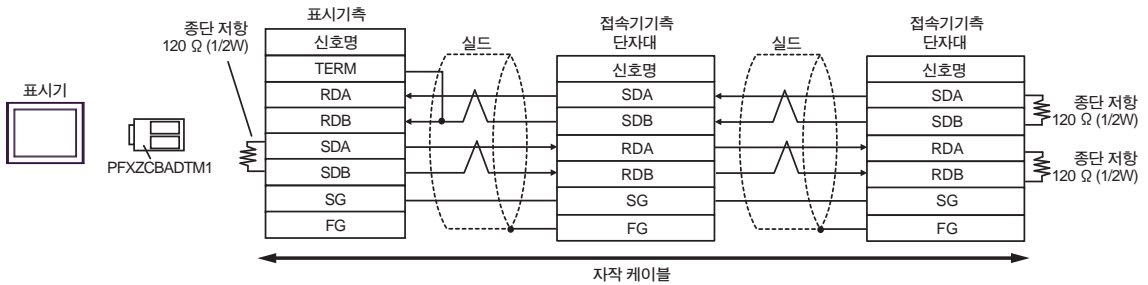 표시기
PFXZCBADTM1
종단 저항
120 Ω (1/2W)
표시기측
신호명
TERM
RDA
RDB
SDA
SDB
SG
FG
실드
접속기기측
단자대
신호명
SDA
SDB
RDA
RDB
SG
FG
실드
접속기기측
단자대
신호명
SDA
SDB
RDA
RDB
SG
FG
종단 저항
120 Ω (1/2W)
종단 저항
120 Ω (1/2W)
자작 케이블